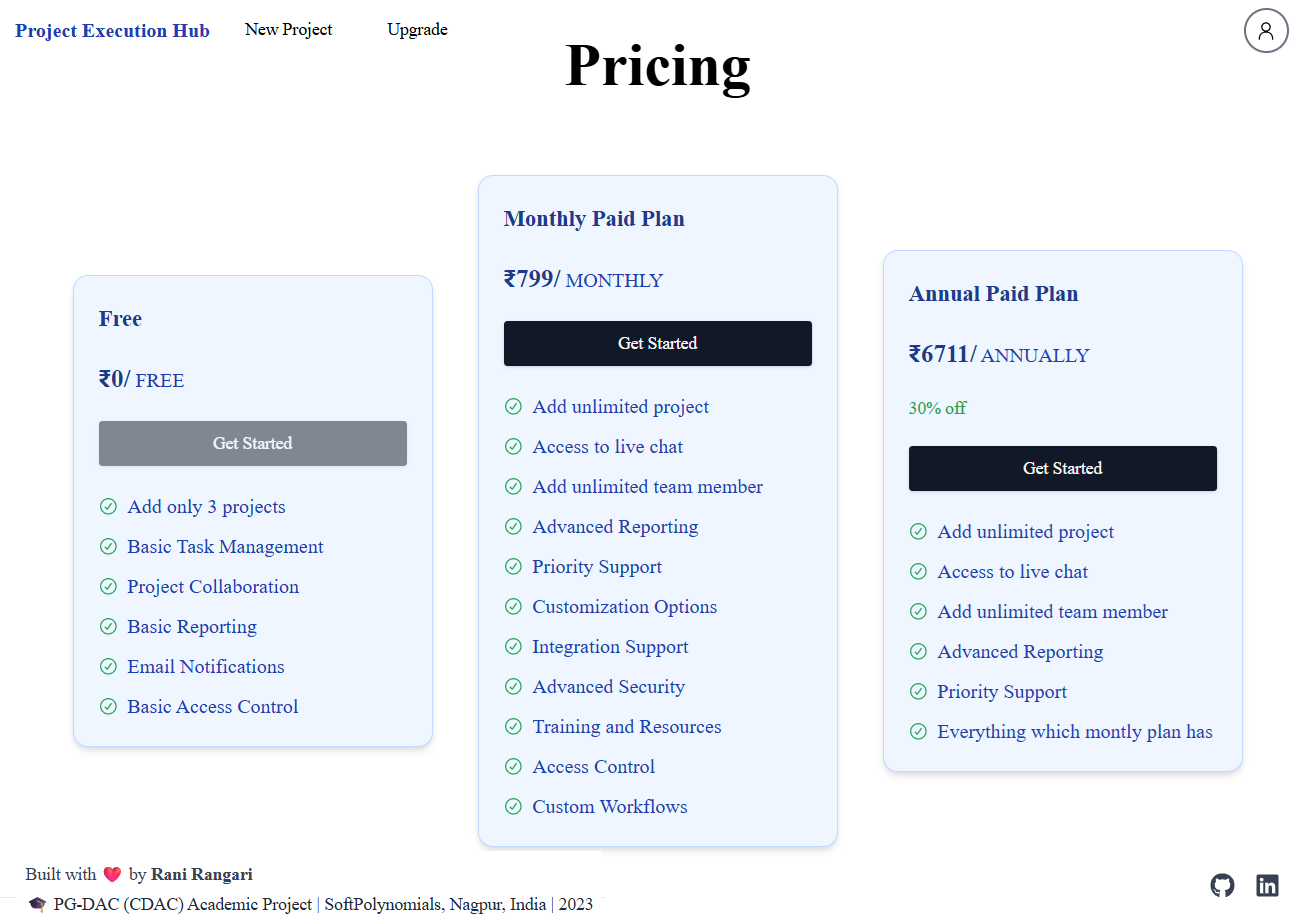 Project Execution Hub
New Project
Upgrade
Pricing
Free
₹0/ FREE
Get Started
Add only 3 projects
Basic Task Management
Project Collaboration
Basic Reporting
Email Notifications
Basic Access Control
Monthly Paid Plan
₹799/ MONTHLY
Get Started
Add unlimited project
Access to live chat
Add unlimited team member
Advanced Reporting
Priority Support
Customization Options
Integration Support
Advanced Security
Training and Resources
Access Control
Custom Workflows
Annual Paid Plan
₹6711/ ANNUALLY
30% off
Get Started
Add unlimited project
Access to live chat
Add unlimited team member
Advanced Reporting
Priority Support
Everything which montly plan has
Built with ❤️ by Rani Rangari
🎓 PG-DAC (CDAC) Academic Project | SoftPolynomials, Nagpur, India | 2023
in